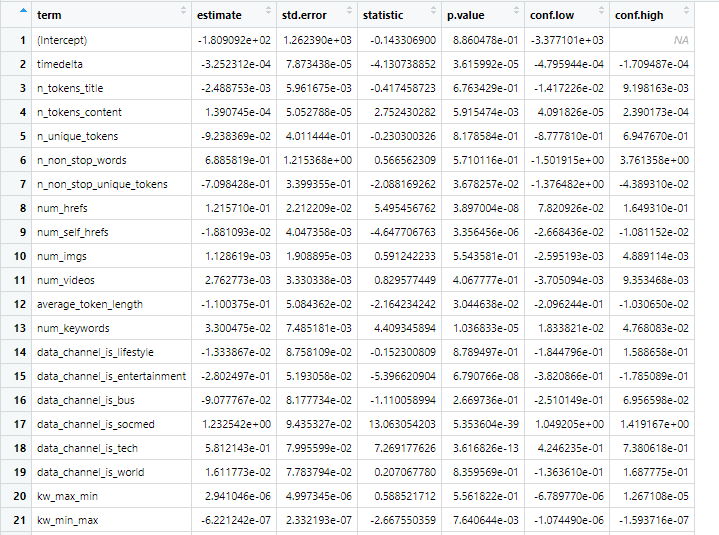 term estimate std.error statistic p.value conf.low conf.high
1 (Intercept) -1.809092e+02 1.262390e+03 -0.143306900 8.860478e-01 -3.377101e+03 NA
2 timedelta -3.252312e-04 7.873438e-05 -4.130738852 3.615992e-05 -4.795944e-04 -1.709487e-04
3 n_tokens_title -2.488753e-03 5.961675e-03 -0.417458723 6.763429e-01 -1.417226e-02 9.198163e-03
4 n_tokens_content 1.390745e-04 5.052788e-05 2.752430282 5.915474e-03 4.091826e-05 2.390173e-04
5 n_unique_tokens -9.238369e-02 4.011444e-01 -0.230300326 8.178584e-01 -8.777810e-01 6.947670e-01
6 n_non_stop_words 6.885819e-01 1.215368e+00 0.566562309 5.710116e-01 -1.501915e+00 3.761358e+00
7 n_non_stop_unique_tokens -7.098428e-01 3.399355e-01 -2.088169262 3.678257e-02 -1.376482e+00 -4.389310e-02
8 num_hrefs 1.215710e-01 2.212209e-02 5.495456762 3.897004e-08 7.820926e-02 1.649310e-01
9 num_self_hrefs -1.881093e-02 4.047358e-03 -4.647706763 3.356456e-06 -2.668436e-02 -1.081152e-02
10 num_imgs 1.128619e-03 1.908895e-03 0.591242233 5.543581e-01 -2.595193e-03 4.889114e-03
11 num_videos 2.762773e-03 3.330338e-03 0.829577449 4.067777e-01 -3.705094e-03 9.353468e-03
12 average_token_length -1.100375e-01 5.084362e-02 -2.164234242 3.044638e-02 -2.096244e-01 -1.030650e-02
13 num_keywords 3.300475e-02 7.485181e-03 4.409345894 1.036833e-05 1.833821e-02 4.768083e-02
14 data_channel_is_lifestyle -1.333867e-02 8.758109e-02 -0.152300809 8.789497e-01 -1.844796e-01 1.588658e-01
15 data_channel_is_entertainment -2.802497e-01 5.193058e-02 -5.396620904 6.790766e-08 -3.820866e-01 -1.785089e-01
16 data_channel_is_bus -9.077767e-02 8.177734e-02 -1.110058994 2.669736e-01 -2.510149e-01 6.956598e-02
17 data_channel_is_socmed 1.232542e+00 9.435327e-02 13.063054203 5.353604e-39 1.049205e+00 1.419167e+00
18 data_channel_is_tech 5.812143e-01 7.995599e-02 7.269177626 3.616826e-13 4.246235e-01 7.380618e-01
19 data_channel_is_world 1.611773e-02 7.783794e-02 0.207067780 8.359569e-01 -1.363610e-01 1.687775e-01
20 kw_max_min 2.941046e-06 4.997345e-06 0.588521712 5.561822e-01 -6.789770e-06 1.267108e-05
21 kw_min_max -6.221242e-07 2.332193e-07 -2.667550359 7.640644e-03 -1.074490e-06 -1.593716e-07